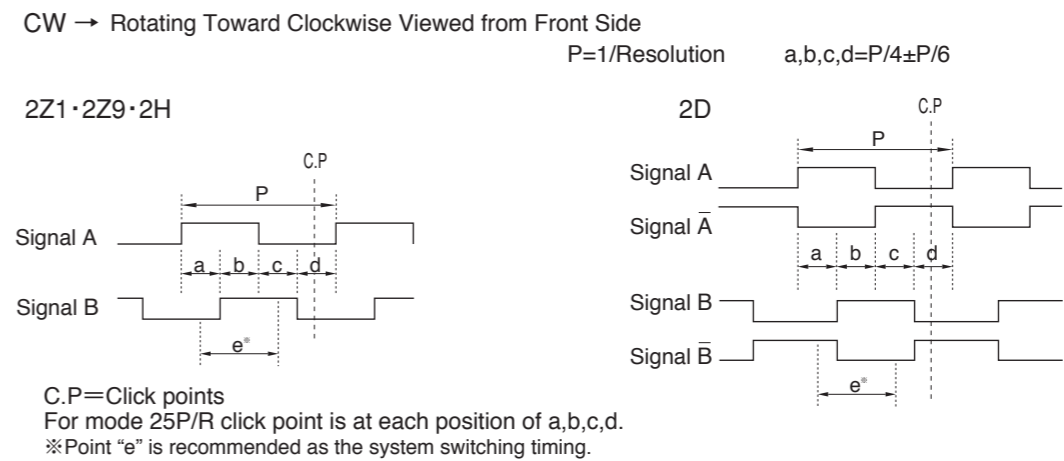 CW → Rotating Toward Clockwise Viewed from Front Side
P=1/Resolution a,b,c,d=P/4±P/6
2Z1・2Z9・2H
C.P
P
Signal A
a b c d
Signal B
e※
2D
C.P
P
Signal A
Signal A̅
a b c d
Signal B
Signal B̅
e※
C.P=Click points
For mode 25P/R click point is at each position of a,b,c,d.
※Point “e” is recommended as the system switching timing.